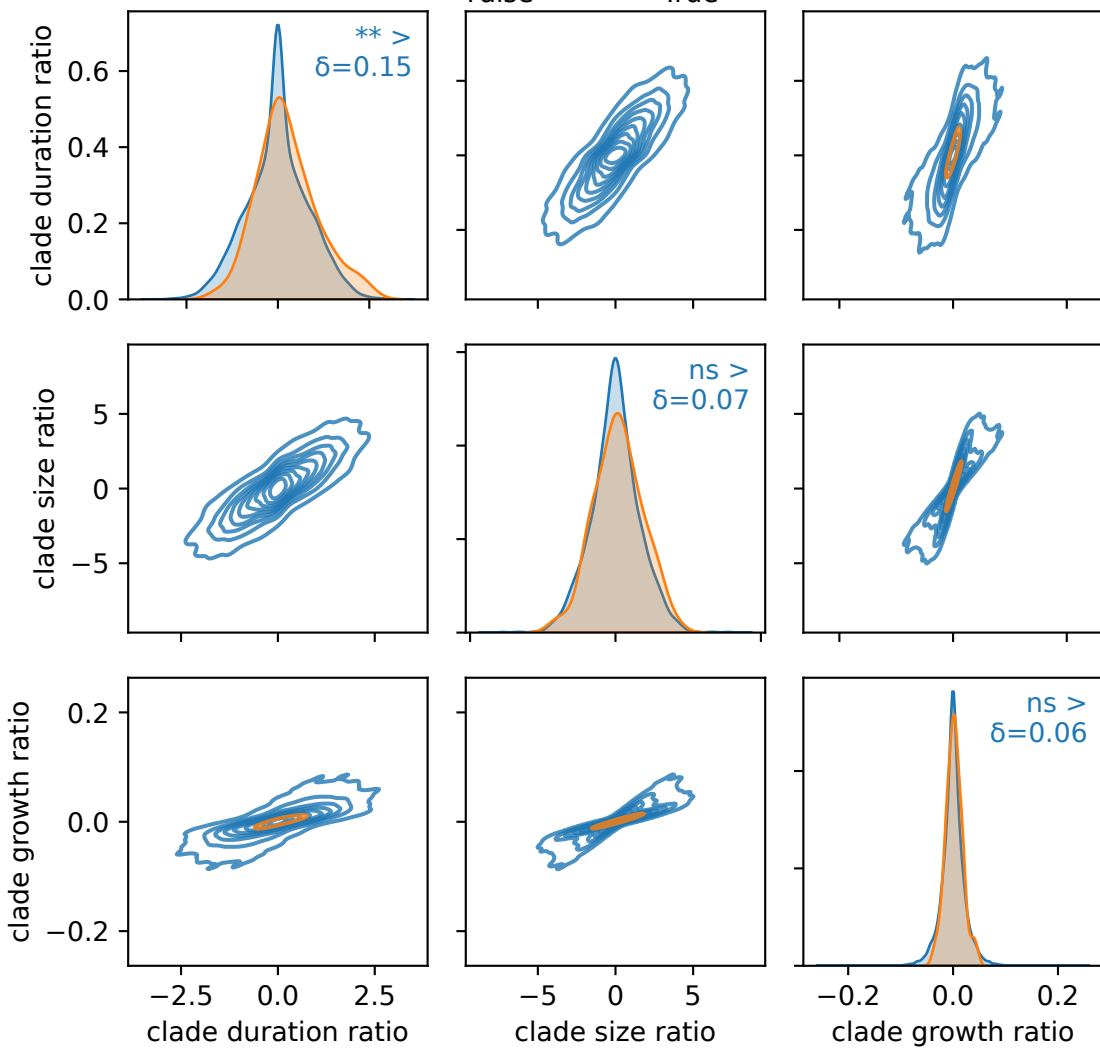 True
clade duration ratio
0.6
0.4
0.2
0.0
** >
δ=0.15
clade size ratio
5
0
−5
ns >
δ=0.07
clade growth ratio
0.2
0.0
−0.2
ns >
δ=0.06
−2.5
0.0
2.5
−5
0
5
−0.2
0.0
0.2
clade duration ratio
clade size ratio
clade growth ratio